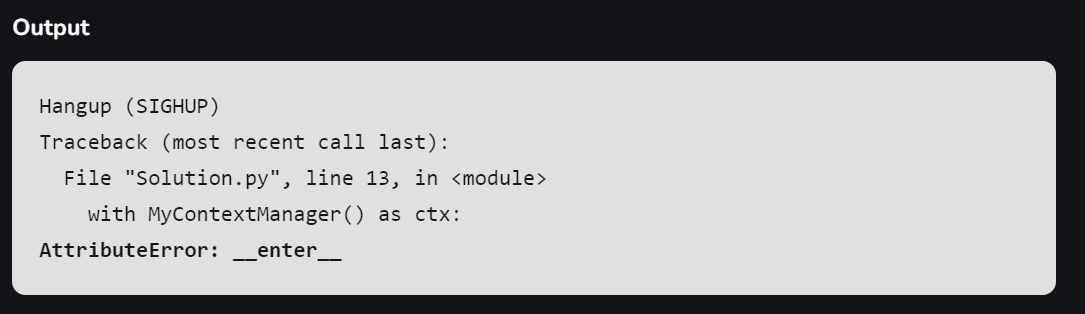 Output
Hangup (SIGHUP)
Traceback (most recent call last):
  File "Solution.py", line 13, in <module>
    with MyContextManager() as ctx:
AttributeError: __enter__